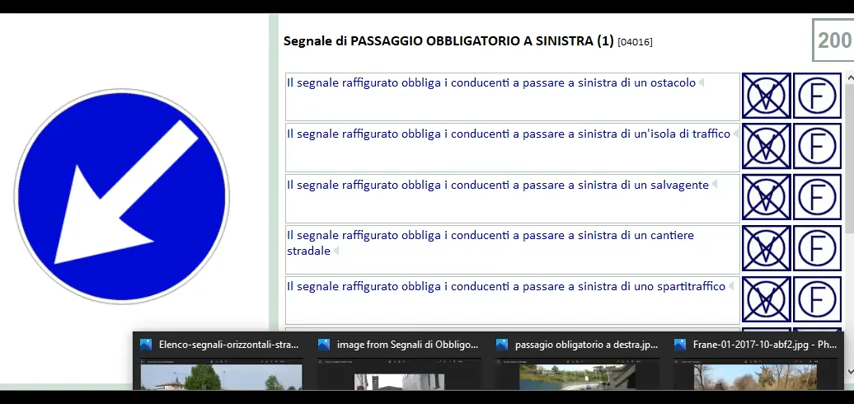 Segnale di PASSAGGIO OBBLIGATORIO A SINISTRA (1) [04016]
200
Il segnale raffigurato obbliga i conducenti a passare a sinistra di un ostacolo
V F
Il segnale raffigurato obbliga i conducenti a passare a sinistra di un'isola di traffico
V F
Il segnale raffigurato obbliga i conducenti a passare a sinistra di un salvagente
V F
Il segnale raffigurato obbliga i conducenti a passare a sinistra di un cantiere
stradale
V F
Il segnale raffigurato obbliga i conducenti a passare a sinistra di uno spartitraffico
V F
Elenco-segnali-orizzontali-stra...
image from Segnali di Obbligo...
passagio obligatorio a destra.jp...
Frane-01-2017-10-abf2.jpg - Ph...